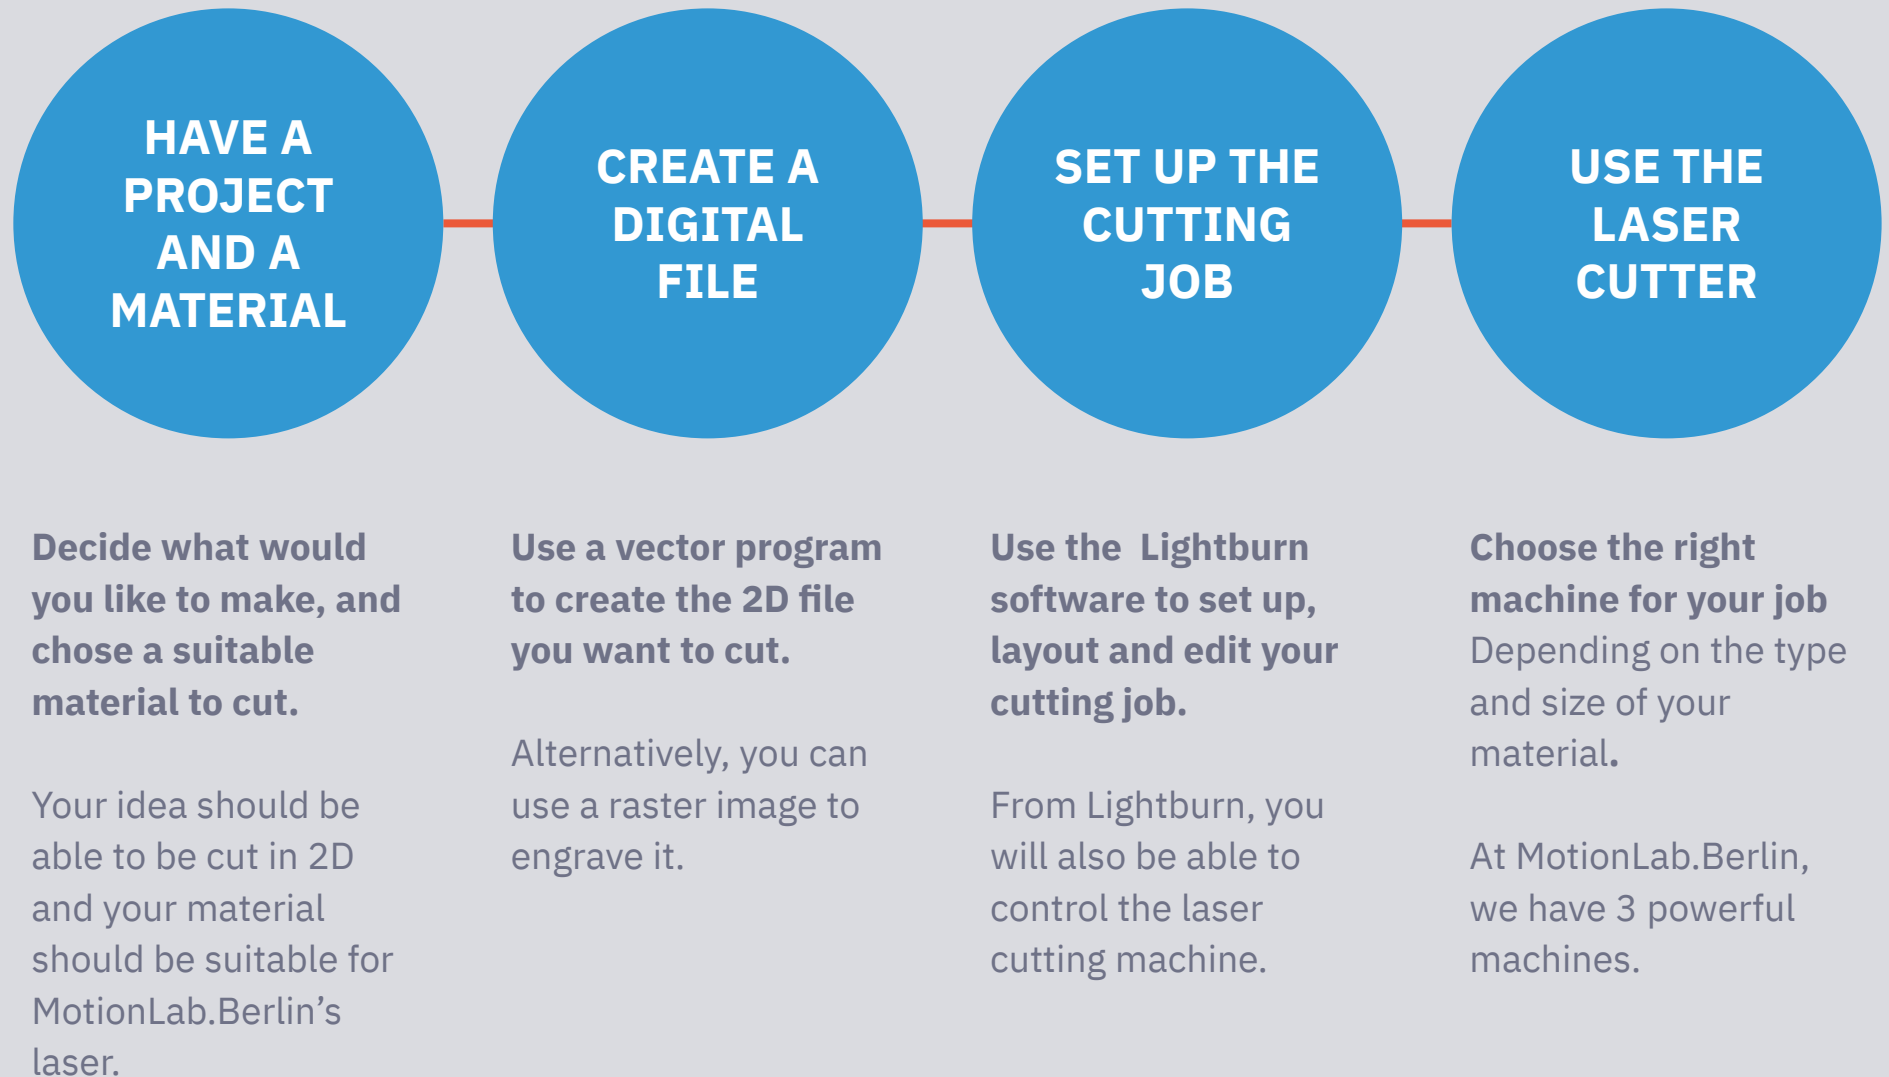 HAVE A
PROJECT
AND A
MATERIAL
CREATE A
DIGITAL
FILE
SET UP THE
CUTTING
JOB
USE THE
LASER
CUTTER
Decide what would
you like to make, and
chose a suitable
material to cut.
Your idea should be
able to be cut in 2D
and your material
should be suitable for
MotionLab.Berlin’s
laser.
Use a vector program
to create the 2D file
you want to cut.
Alternatively, you can
use a raster image to
engrave it.
Use the  Lightburn
software to set up,
layout and edit your
cutting job.
From Lightburn, you
will also be able to
control the laser
cutting machine.
Choose the right
machine for your job
Depending on the type
and size of your
material.
At MotionLab.Berlin,
we have 3 powerful
machines.